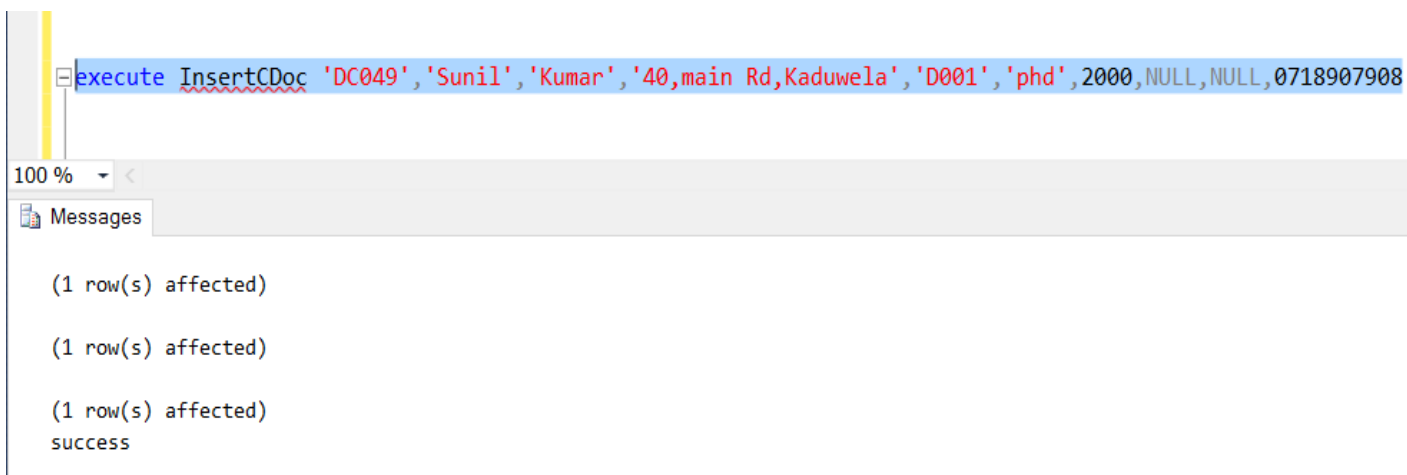 execute InsertCDoc 'DC049','Sunil','Kumar','40,main Rd,Kaduwela','D001','phd',2000,NULL,NULL,0718907908
100 %
Messages
(1 row(s) affected)
(1 row(s) affected)
(1 row(s) affected)
success